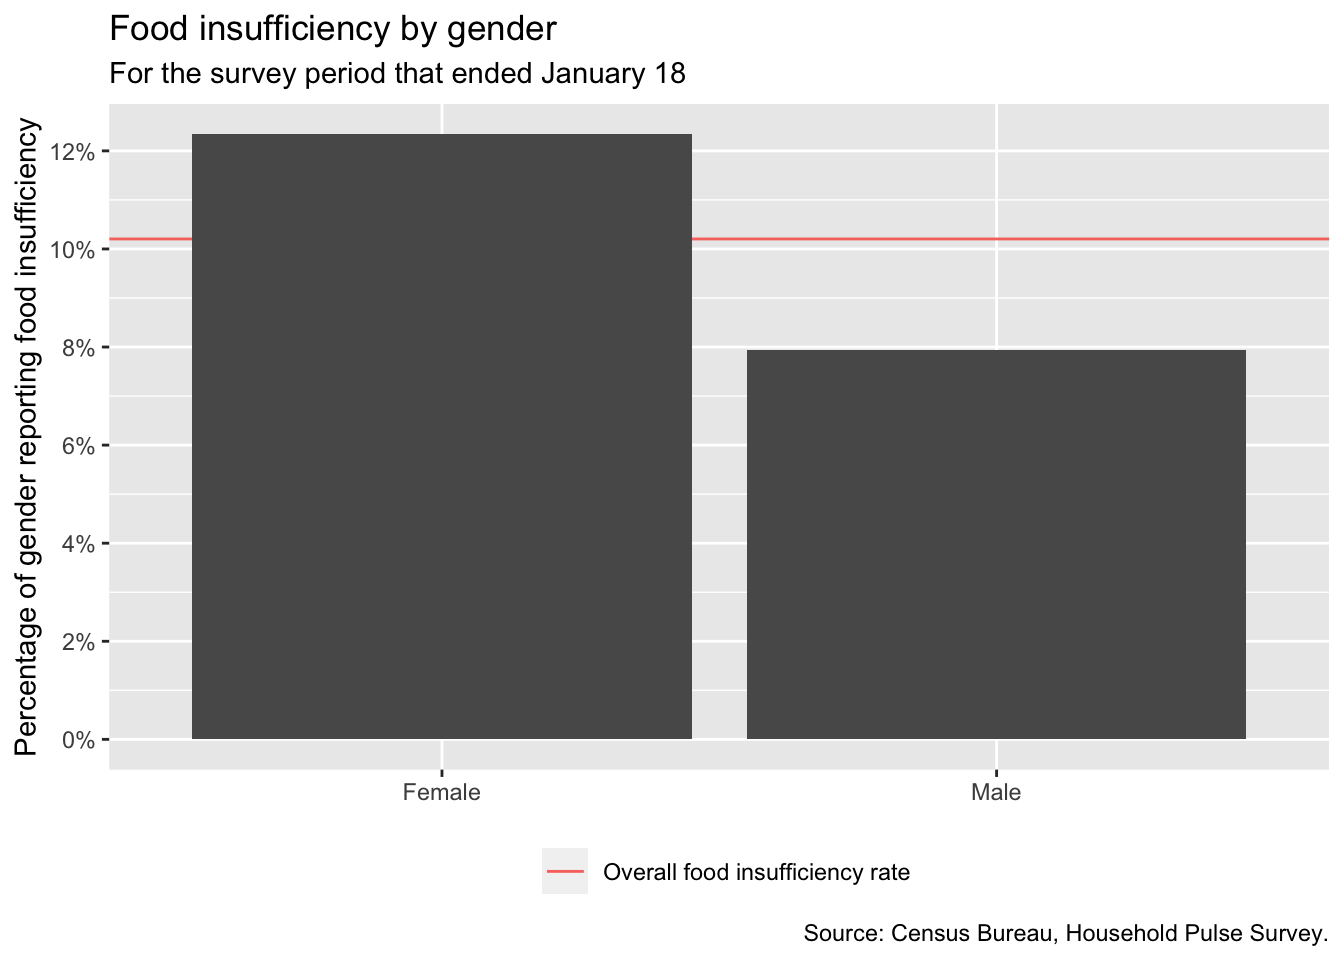 Food insufficiency by gender
For the survey period that ended January 18
Percentage of gender reporting food insufficiency
12%
10%
8%
6%
4%
2%
0%
Female
Male
Overall food insufficiency rate
Source: Census Bureau, Household Pulse Survey.